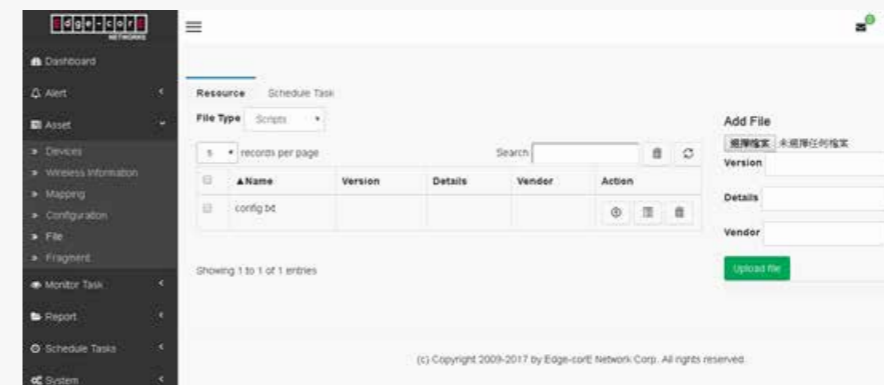 Edge-corE
NETWORKS
Dashboard
Alert
Asset
Devices
Wireless Information
Mapping
Configuration
File
Fragment
Monitor Task
Report
Schedule Tasks
System
0
Resource Schedule Task
File Type Scripts
5 records per page Search
▲Name Version Details Vendor Action
config.txt
Showing 1 to 1 of 1 entries
Add File
選擇檔案 未選擇任何檔案
Version
Details
Vendor
Upload file
(c) Copyright 2009-2017 by Edge-corE Network Corp. All rights reserved.